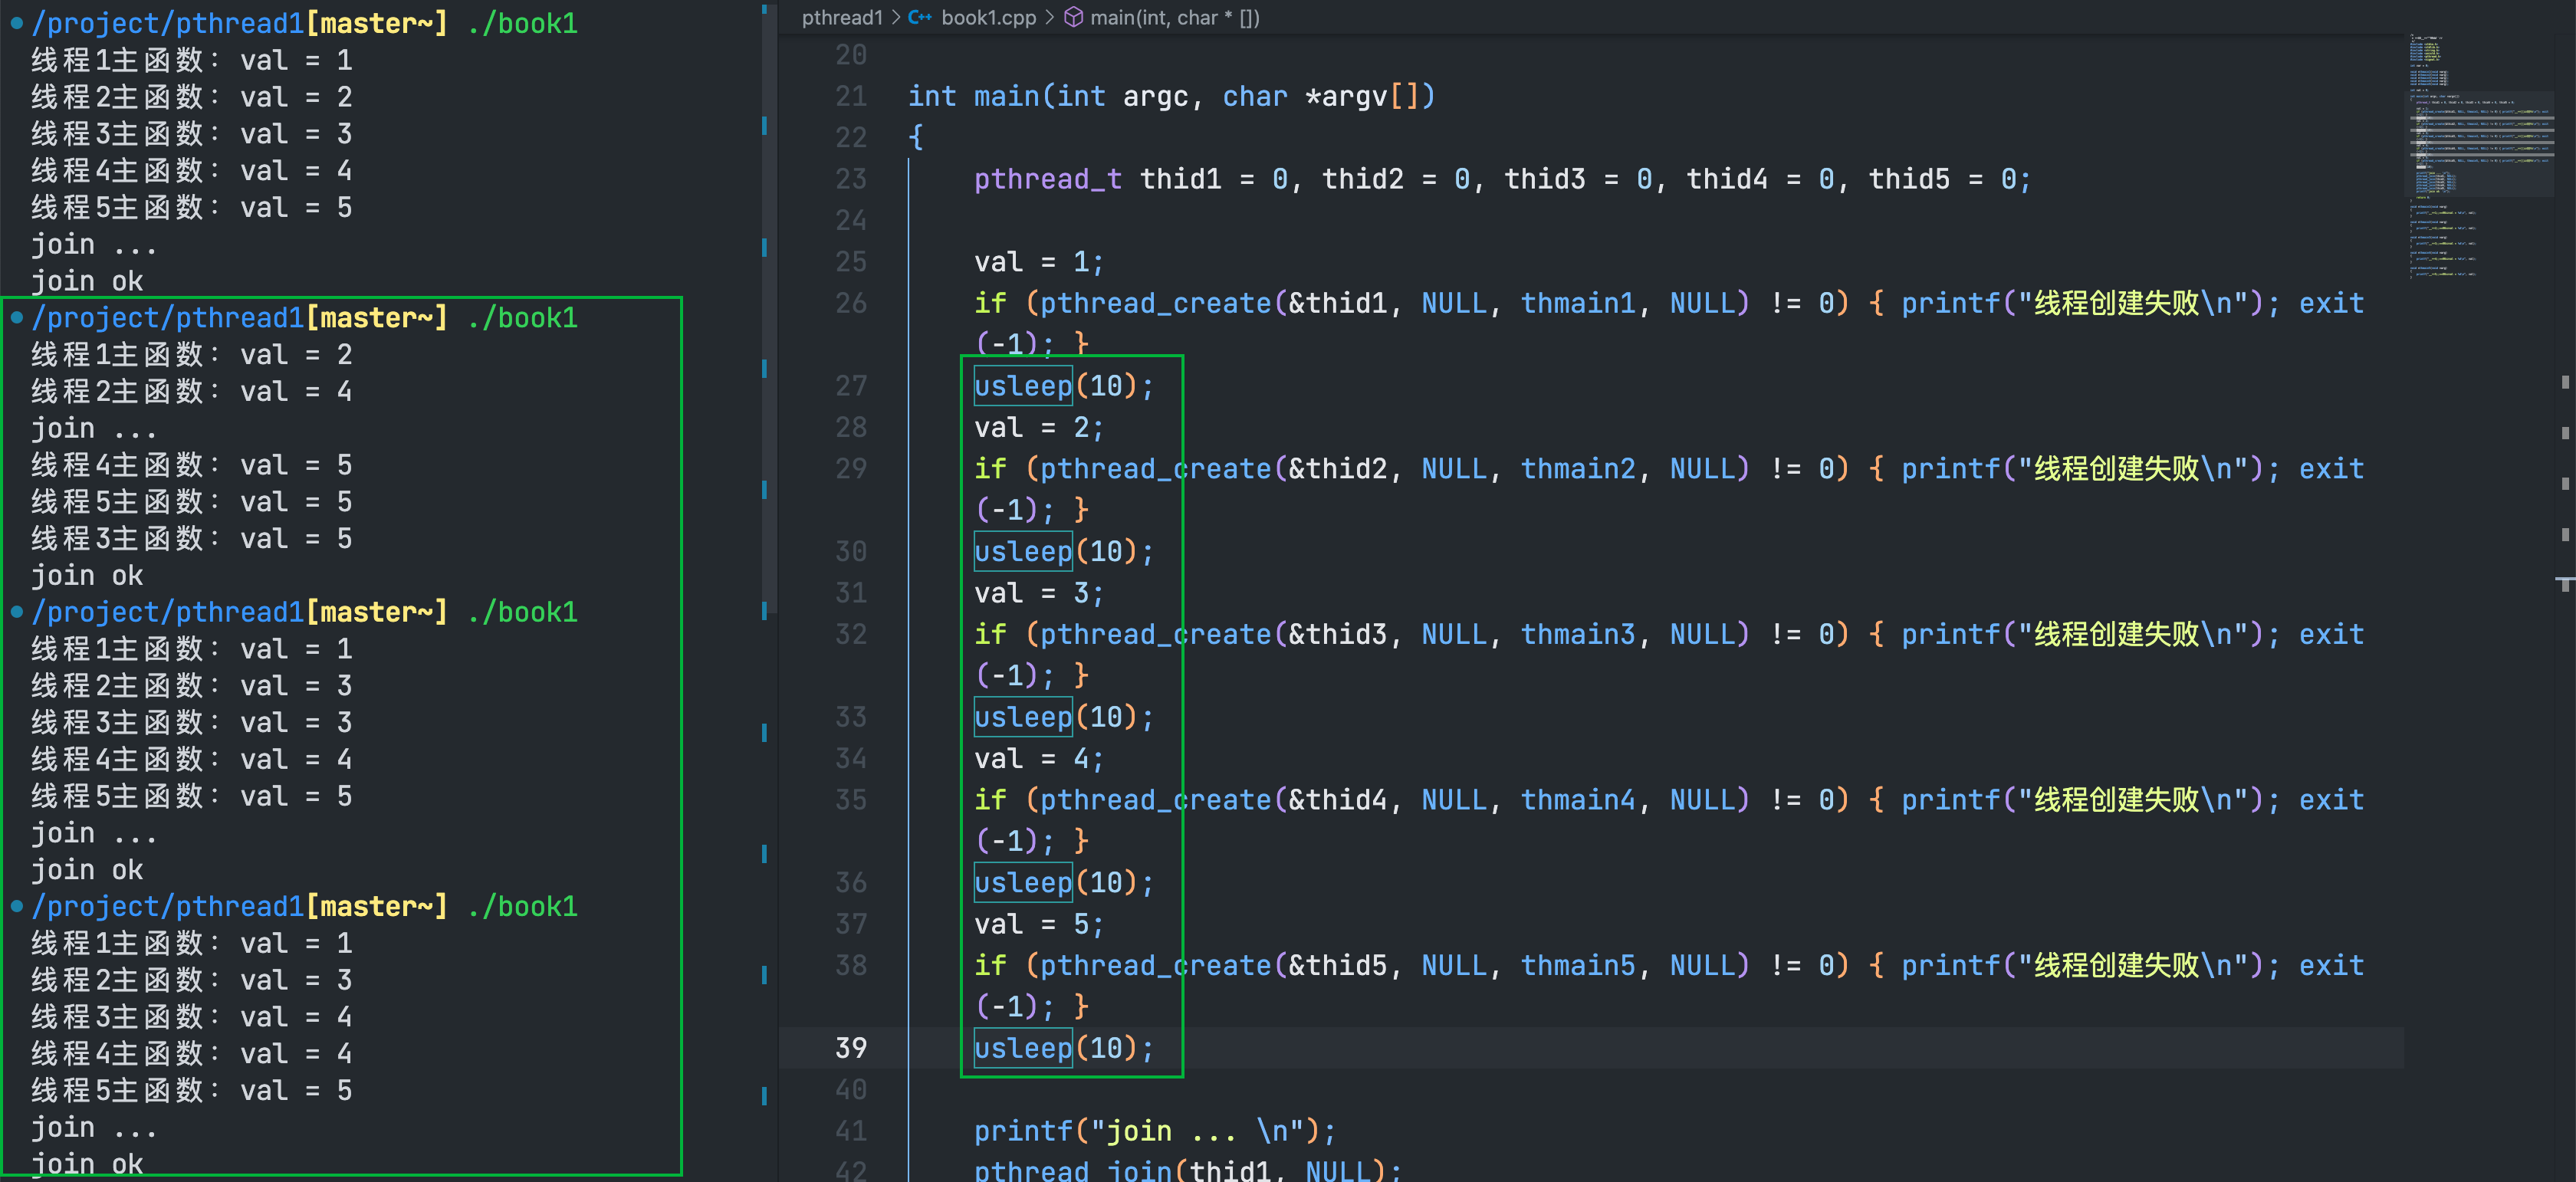 /project/pthread1[master~] ./book1
线程1主函数：val = 1
线程2主函数：val = 2
线程3主函数：val = 3
线程4主函数：val = 4
线程5主函数：val = 5
join ...
join ok
/project/pthread1[master~] ./book1
线程1主函数：val = 2
线程2主函数：val = 4
join ...
线程4主函数：val = 5
线程5主函数：val = 5
线程3主函数：val = 5
join ok
/project/pthread1[master~] ./book1
线程1主函数：val = 1
线程2主函数：val = 3
线程3主函数：val = 3
线程4主函数：val = 4
线程5主函数：val = 5
join ...
join ok
/project/pthread1[master~] ./book1
线程1主函数：val = 1
线程2主函数：val = 3
线程3主函数：val = 4
线程4主函数：val = 4
线程5主函数：val = 5
join ...
join ok
pthread1 > C++ book1.cpp > main(int, char * [])
20
21 int main(int argc, char *argv[])
22 {
23 pthread_t thid1 = 0, thid2 = 0, thid3 = 0, thid4 = 0, thid5 = 0;
24
25 val = 1;
26 if (pthread_create(&thid1, NULL, thmain1, NULL) != 0) { printf("线程创建失败\n"); exit
(-1); }
27 usleep(10);
28 val = 2;
29 if (pthread_create(&thid2, NULL, thmain2, NULL) != 0) { printf("线程创建失败\n"); exit
(-1); }
30 usleep(10);
31 val = 3;
32 if (pthread_create(&thid3, NULL, thmain3, NULL) != 0) { printf("线程创建失败\n"); exit
(-1); }
33 usleep(10);
34 val = 4;
35 if (pthread_create(&thid4, NULL, thmain4, NULL) != 0) { printf("线程创建失败\n"); exit
(-1); }
36 usleep(10);
37 val = 5;
38 if (pthread_create(&thid5, NULL, thmain5, NULL) != 0) { printf("线程创建失败\n"); exit
(-1); }
39 usleep(10);
40
41 printf("join ... \n");
42 pthread_join(thid1, NULL);